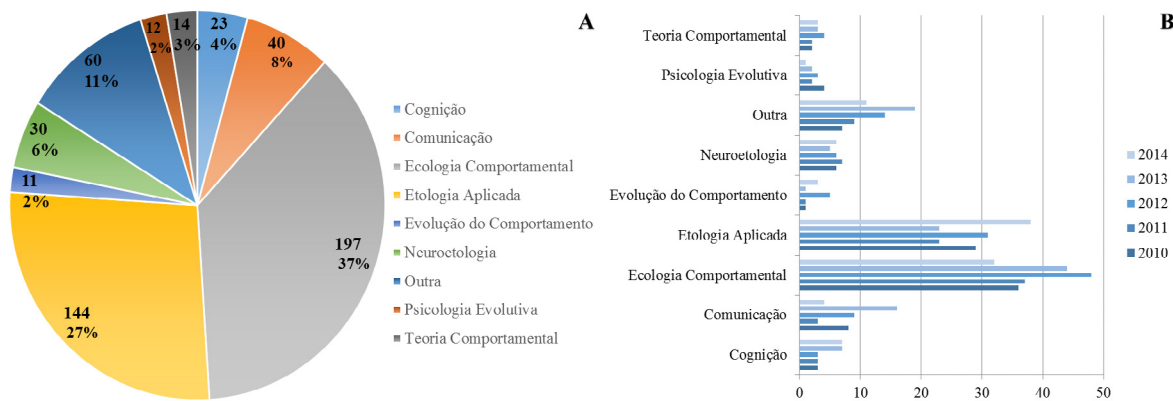 A
23
4%
40
8%
197
37%
144
27%
11
2%
30
6%
60
11%
12
2%
14
3%
Cognição
Comunicação
Ecologia Comportamental
Etologia Aplicada
Evolução do Comportamento
Neuroetologia
Outra
Psicologia Evolutiva
Teoria Comportamental
B
Teoria Comportamental
Psicologia Evolutiva
Outra
Neuroetologia
Evolução do Comportamento
Etologia Aplicada
Ecologia Comportamental
Comunicação
Cognição
0 10 20 30 40 50
2014
2013
2012
2011
2010